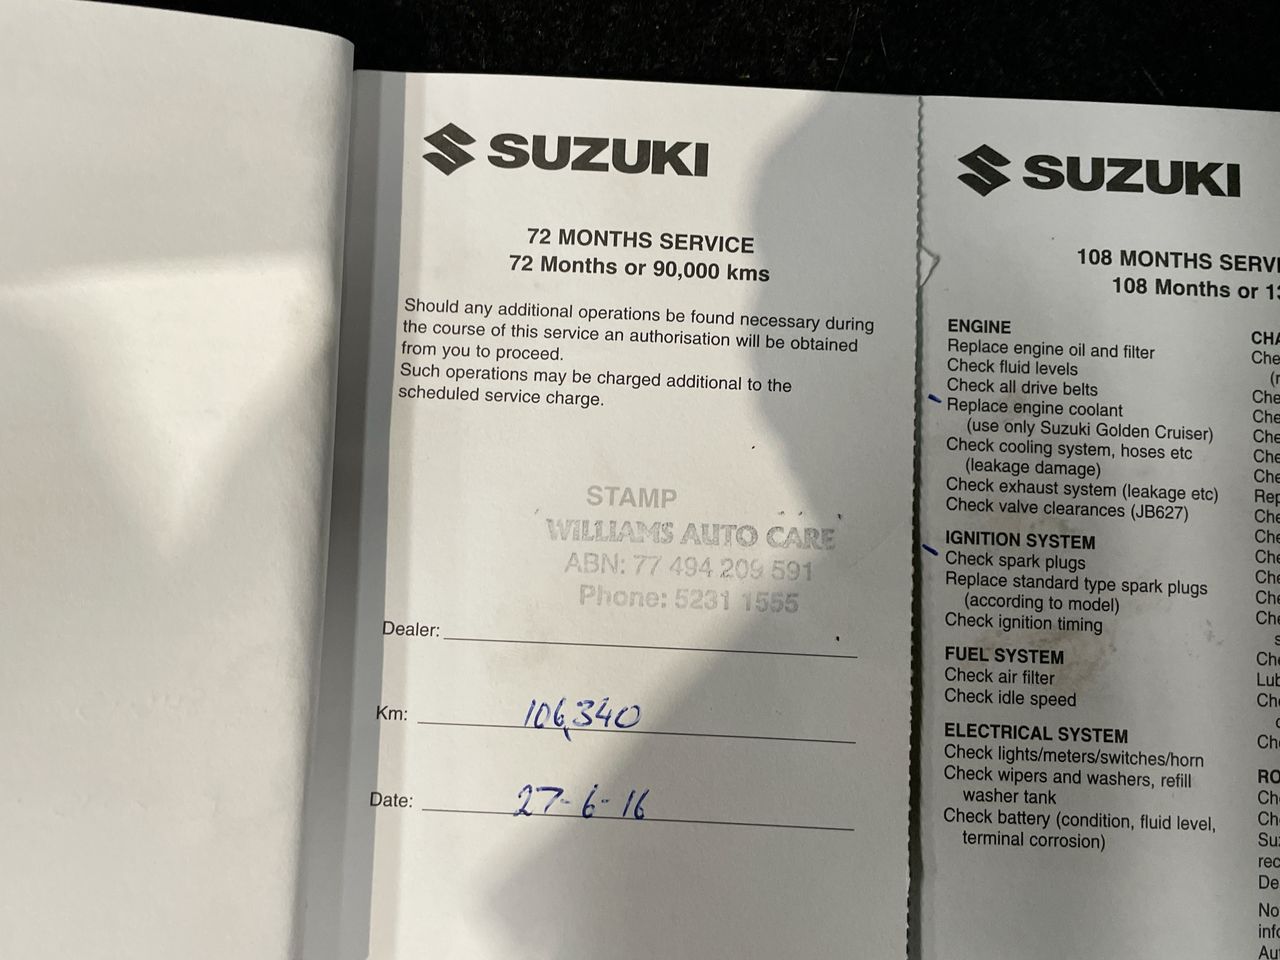 SUZUKI
72 MONTHS SERVICE
72 Months or 90,000 kms
Should any additional operations be found necessary during
the course of this service an authorisation will be obtained
from you to proceed.
Such operations may be charged additional to the
scheduled service charge.
STAMP
WILLIAMS AUTO CARE
ABN: 77 494 209 591
Phone: 5231 1555
Dealer:
Km: 106,340
Date: 27-6-16
SUZUKI
108 MONTHS
108 Months or
ENGINE
Replace engine oil and filter
Check fluid levels
Check all drive belts
Replace engine coolant
(use only Suzuki Golden Cruiser)
Check cooling system, hoses etc
(leakage damage)
Check exhaust system (leakage etc)
Check valve clearances (JB627)
IGNITION SYSTEM
Check spark plugs
Replace standard type spark plugs
(according to model)
Check ignition timing
FUEL SYSTEM
Check air filter
Check idle speed
ELECTRICAL SYSTEM
Check lights/meters/switches/horn
Check wipers and washers, refill
washer tank
Check battery (condition, fluid level,
terminal corrosion)